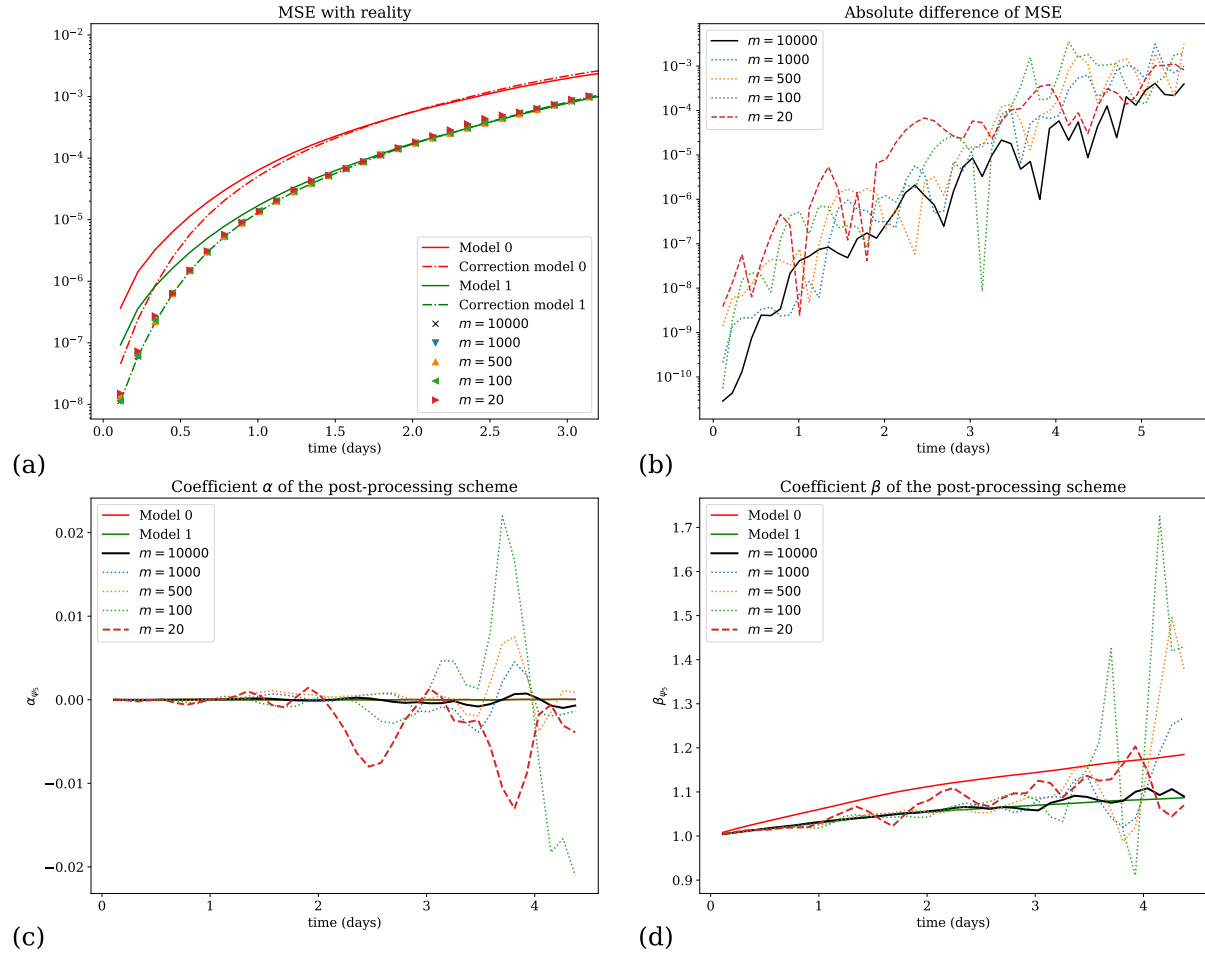 MSE with reality
10⁻²
10⁻³
10⁻⁴
10⁻⁵
10⁻⁶
10⁻⁷
10⁻⁸
Model 0
Correction model 0
Model 1
Correction model 1
m = 10000
m = 1000
m = 500
m = 100
m = 20
0.0 0.5 1.0 1.5 2.0 2.5 3.0
time (days)
(a)
Absolute difference of MSE
m = 10000
m = 1000
m = 500
m = 100
m = 20
10⁻³
10⁻⁴
10⁻⁵
10⁻⁶
10⁻⁷
10⁻⁸
10⁻⁹
10⁻¹⁰
0 1 2 3 4 5
time (days)
(b)
Coefficient α of the post-processing scheme
Model 0
Model 1
m = 10000
m = 1000
m = 500
m = 100
m = 20
0.02
0.01
0.00
−0.01
−0.02
α_ψ₅
0 1 2 3 4
time (days)
(c)
Coefficient β of the post-processing scheme
Model 0
Model 1
m = 10000
m = 1000
m = 500
m = 100
m = 20
1.7
1.6
1.5
1.4
1.3
1.2
1.1
1.0
0.9
β_ψ₅
0 1 2 3 4
time (days)
(d)